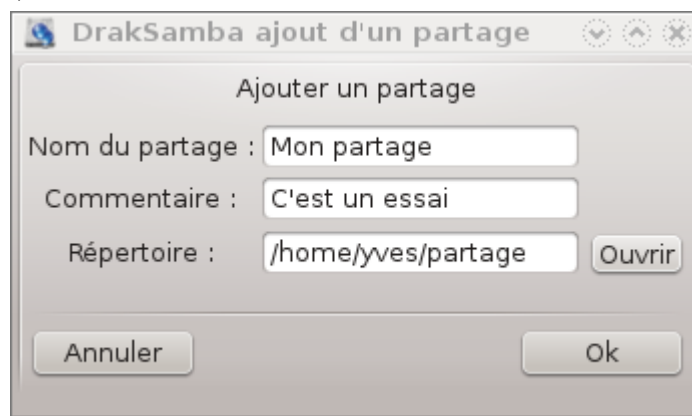 DrakSamba ajout d'un partage
Ajouter un partage
Nom du partage : Mon partage
Commentaire : C'est un essai
Répertoire : /home/yves/partage Ouvrir
Annuler Ok